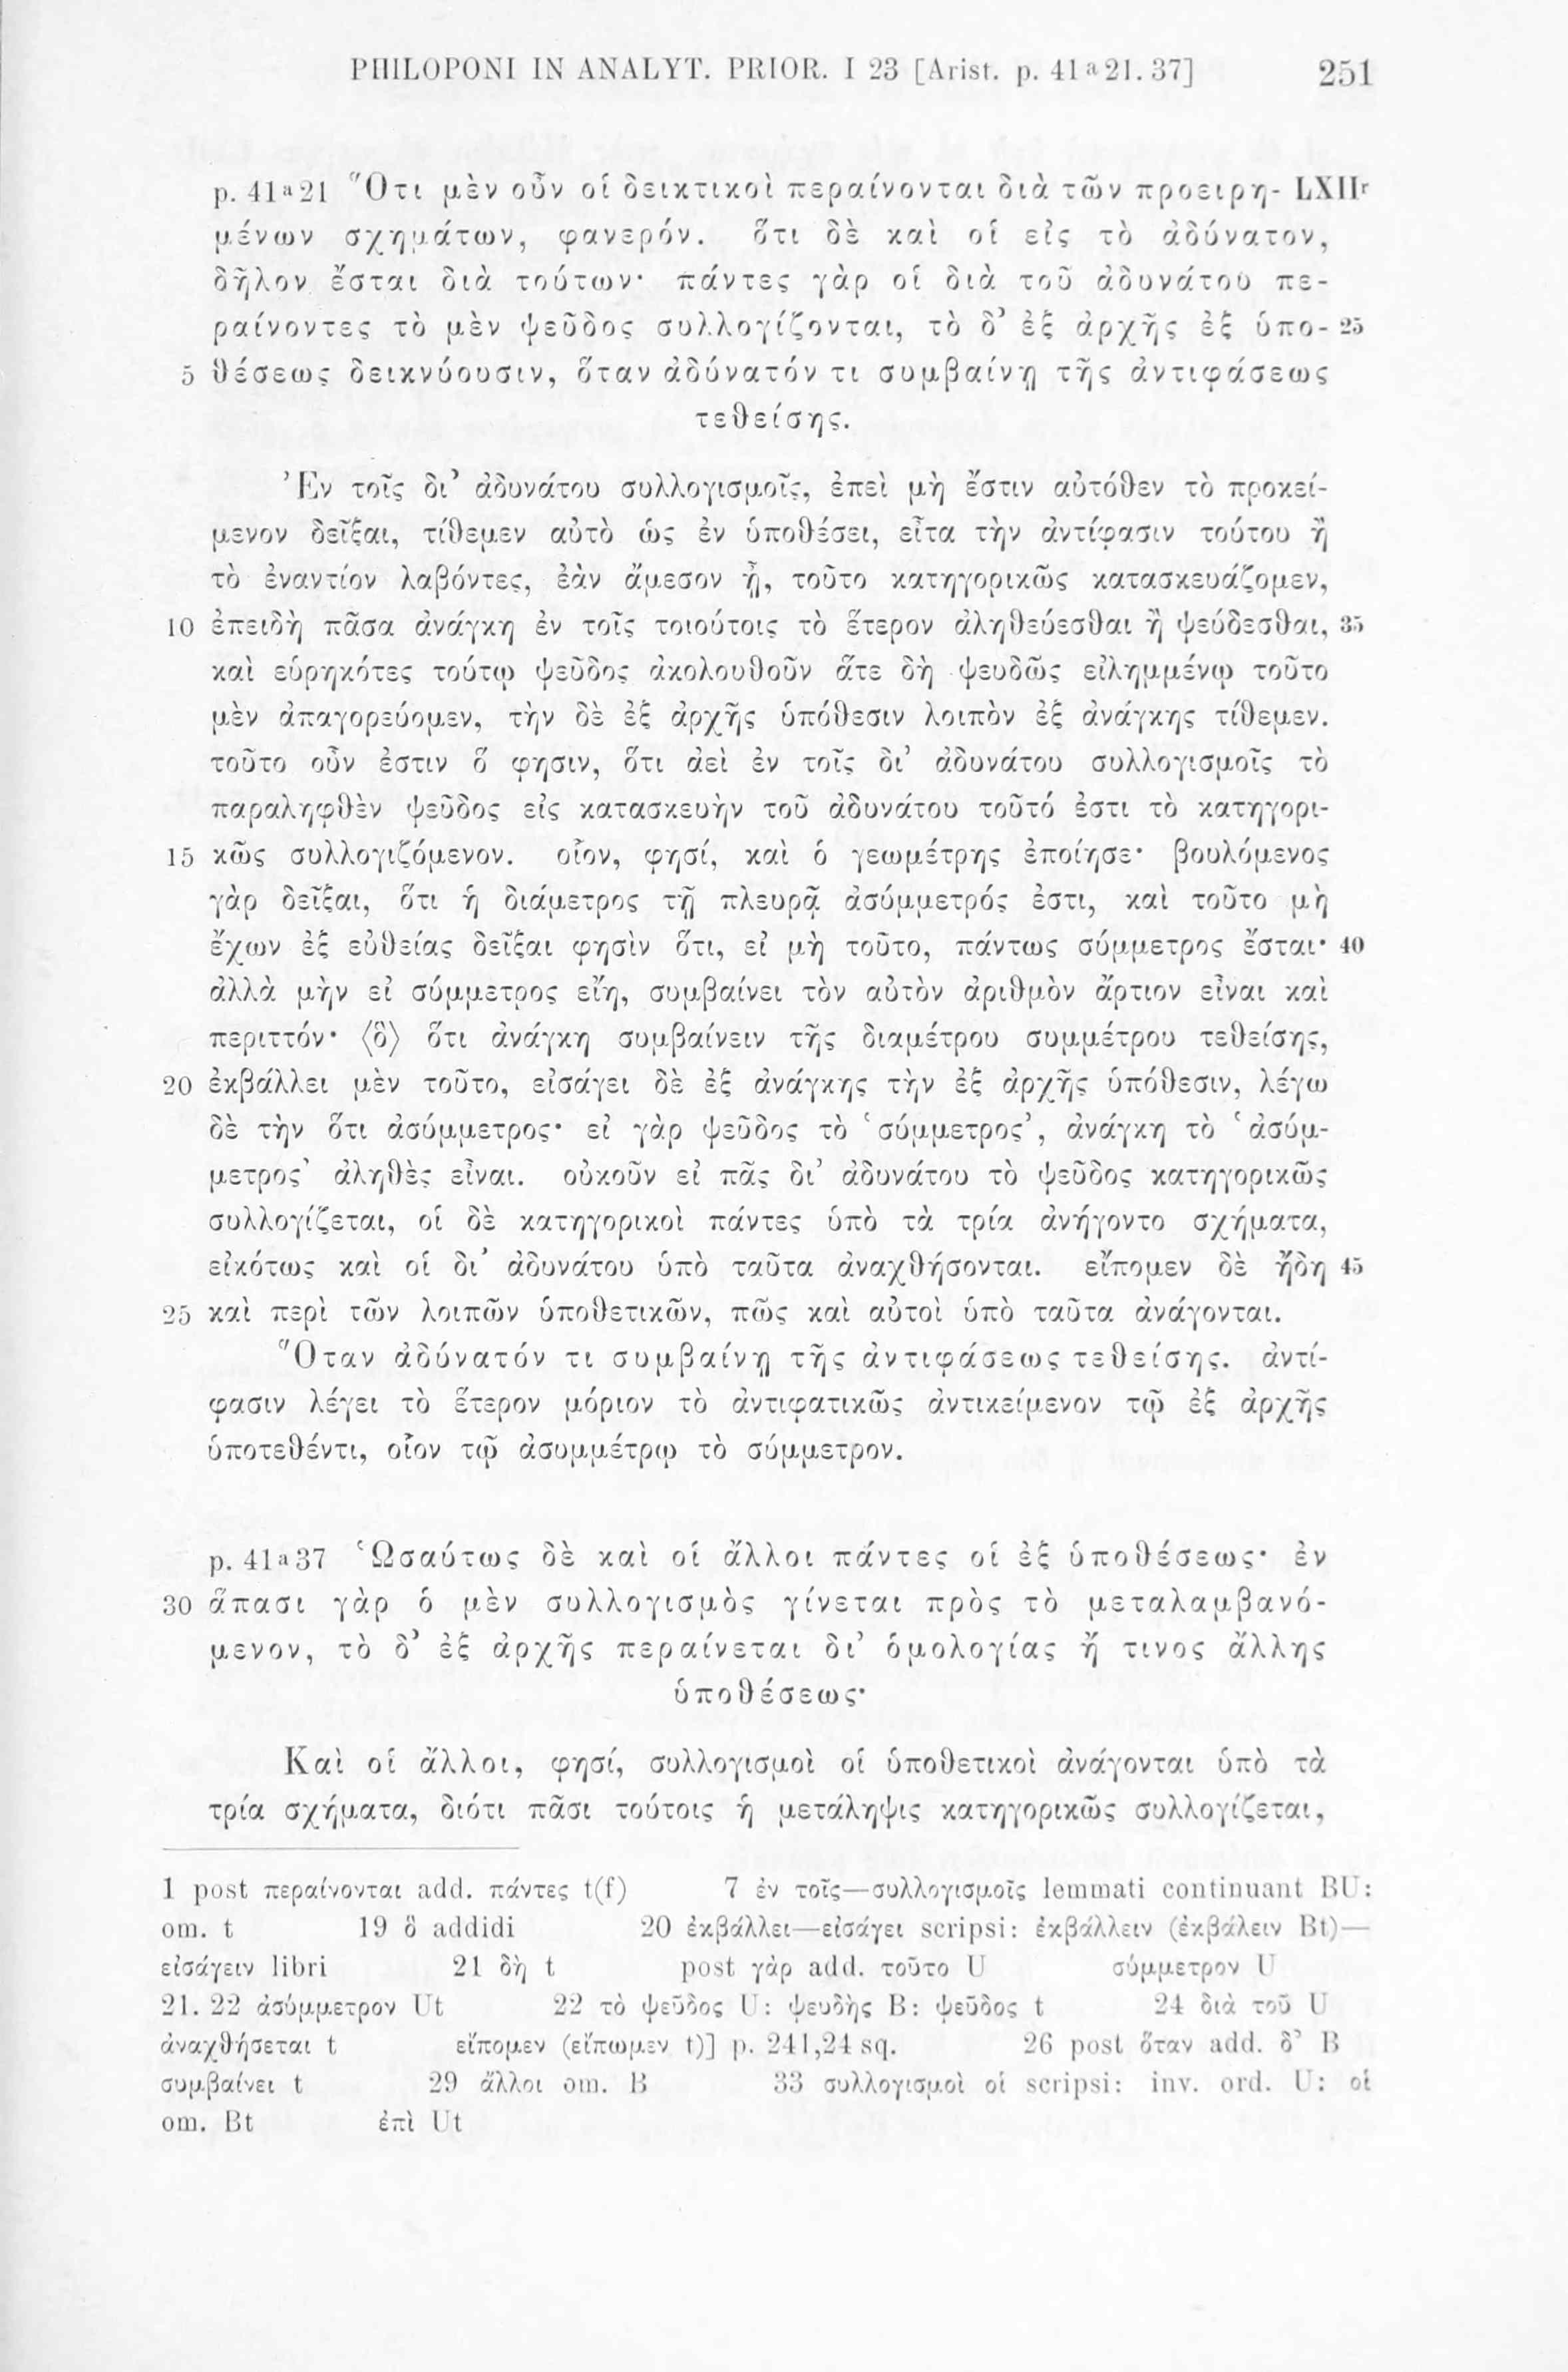 PHILOPONI IN ANALYT. PRIOR. I 23 [Arist. p. 41ᵃ21. 37] 251
p. 41ᵃ21 Ὅτι μὲν οὖν οἱ δεικτικοὶ περαίνονται διὰ τῶν προειρη- LXIIʳ
μένων σχημάτων, φανερόν. ὅτι δὲ καὶ οἱ εἰς τὸ ἀδύνατον,
δῆλον ἔσται διὰ τούτων· πάντες γὰρ οἱ διὰ τοῦ ἀδυνάτου πε-
ραίνοντες τὸ μὲν ψεῦδος συλλογίζονται, τὸ δ’ ἐξ ἀρχῆς ἐξ ὑπο- 25
5 θέσεως δεικνύουσιν, ὅταν ἀδύνατόν τι συμβαίνῃ τῆς ἀντιφάσεως
τεθείσης.
Ἐν τοῖς δι’ ἀδυνάτου συλλογισμοῖς, ἐπεὶ μὴ ἔστιν αὐτόθεν τὸ προκεί-
μενον δεῖξαι, τίθεμεν αὐτὸ ὡς ἐν ὑποθέσει, εἶτα τὴν ἀντίφασιν τούτου ἢ
τὸ ἐναντίον λαβόντες, ἐὰν ἄμεσον ᾖ, τοῦτο κατηγορικῶς κατασκευάζομεν,
10 ἐπειδὴ πᾶσα ἀνάγκη ἐν τοῖς τοιούτοις τὸ ἕτερον ἀληθεύεσθαι ἢ ψεύδεσθαι, 35
καὶ εὑρηκότες τούτῳ ψεῦδος ἀκολουθοῦν ἅτε δὴ ψευδῶς εἰλημμένῳ τοῦτο
μὲν ἀπαγορεύομεν, τὴν δὲ ἐξ ἀρχῆς ὑπόθεσιν λοιπὸν ἐξ ἀνάγκης τίθεμεν.
τοῦτο οὖν ἐστιν ὅ φησιν, ὅτι ἀεὶ ἐν τοῖς δι’ ἀδυνάτου συλλογισμοῖς τὸ
παραληφθὲν ψεῦδος εἰς κατασκευὴν τοῦ ἀδυνάτου τοῦτό ἐστι τὸ κατηγορι-
15 κῶς συλλογιζόμενον. οἷον, φησί, καὶ ὁ γεωμέτρης ἐποίησε· βουλόμενος
γὰρ δεῖξαι, ὅτι ἡ διάμετρος τῇ πλευρᾷ ἀσύμμετρός ἐστι, καὶ τοῦτο μὴ
ἔχων ἐξ εὐθείας δεῖξαι φησὶν ὅτι, εἰ μὴ τοῦτο, πάντως σύμμετρος ἔσται· 40
ἀλλὰ μὴν εἰ σύμμετρος εἴη, συμβαίνει τὸν αὐτὸν ἀριθμὸν ἄρτιον εἶναι καὶ
περιττόν· ⟨ὃ⟩ ὅτι ἀνάγκη συμβαίνειν τῆς διαμέτρου συμμέτρου τεθείσης,
20 ἐκβάλλει μὲν τοῦτο, εἰσάγει δὲ ἐξ ἀνάγκης τὴν ἐξ ἀρχῆς ὑπόθεσιν, λέγω
δὲ τὴν ὅτι ἀσύμμετρος· εἰ γὰρ ψεῦδος τὸ ‘σύμμετρος’, ἀνάγκη τὸ ‘ἀσύμ-
μετρος’ ἀληθὲς εἶναι. οὐκοῦν εἰ πᾶς δι’ ἀδυνάτου τὸ ψεῦδος κατηγορικῶς
συλλογίζεται, οἱ δὲ κατηγορικοὶ πάντες ὑπὸ τὰ τρία ἀνήγοντο σχήματα,
εἰκότως καὶ οἱ δι’ ἀδυνάτου ὑπὸ ταῦτα ἀναχθήσονται. εἴπομεν δὲ ἤδη 45
25 καὶ περὶ τῶν λοιπῶν ὑποθετικῶν, πῶς καὶ αὐτοὶ ὑπὸ ταῦτα ἀνάγονται.
Ὅταν ἀδύνατόν τι συμβαίνῃ τῆς ἀντιφάσεως τεθείσης. ἀντί-
φασιν λέγει τὸ ἕτερον μόριον τὸ ἀντιφατικῶς ἀντικείμενον τῷ ἐξ ἀρχῆς
ὑποτεθέντι, οἷον τῷ ἀσυμμέτρῳ τὸ σύμμετρον.
p. 41ᵃ37 Ὡσαύτως δὲ καὶ οἱ ἄλλοι πάντες οἱ ἐξ ὑποθέσεως· ἐν
30 ἅπασι γὰρ ὁ μὲν συλλογισμὸς γίνεται πρὸς τὸ μεταλαμβανό-
μενον, τὸ δ’ ἐξ ἀρχῆς περαίνεται δι’ ὁμολογίας ἤ τινος ἄλλης
ὑποθέσεως·
Καὶ οἱ ἄλλοι, φησί, συλλογισμοὶ οἱ ὑποθετικοὶ ἀνάγονται ὑπὸ τὰ
τρία σχήματα, διότι πᾶσι τούτοις ἡ μετάληψις κατηγορικῶς συλλογίζεται,
1 post περαίνονται add. πάντες t(f) 7 ἐν τοῖς—συλλογισμοῖς lemmati continuant BU:
om. t 19 ὃ addidi 20 ἐκβάλλει—εἰσάγει scripsi: ἐκβάλλειν (ἐκβάλειν Bt)—
εἰσάγειν libri 21 δὴ t post γὰρ add. τοῦτο U σύμμετρον U
21. 22 ἀσύμμετρον Ut 22 τὸ ψεῦδος U: ψευδὴς B: ψεῦδος t 24 διὰ τοῦ U
ἀναχθήσεται t εἴπομεν (εἴπωμεν t)] p. 241,24 sq. 26 post ὅταν add. δ’ B
συμβαίνει t 29 ἄλλοι om. B 33 συλλογισμοὶ οἱ scripsi: inv. ord. U: οἱ
om. Bt ἐπὶ Ut